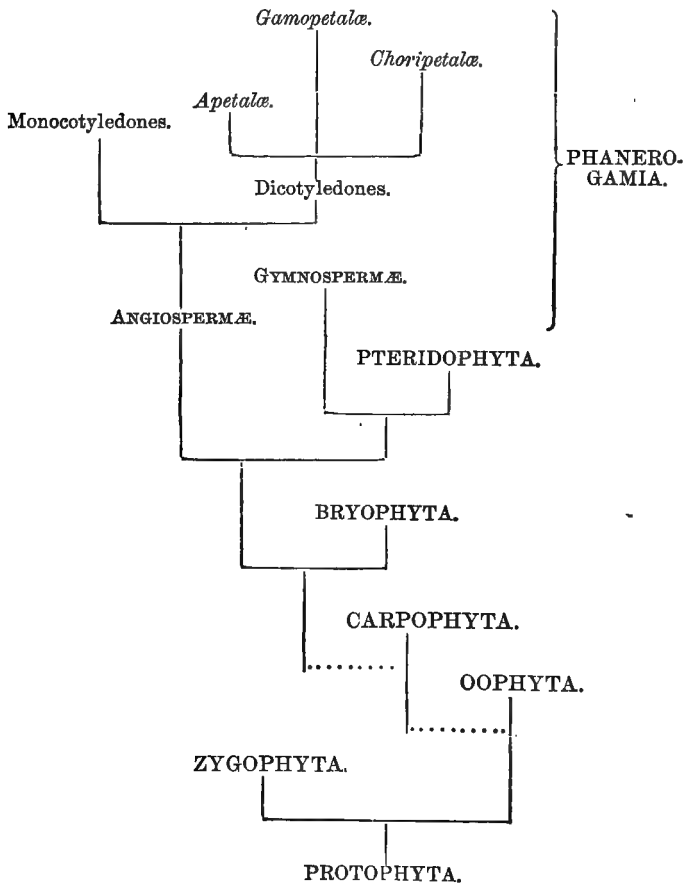 Gamopetalæ.
Choripetalæ.
Apetalæ.
Monocotyledones.
PHANERO-
GAMIA.
Dicotyledones.
GYMNOSPERMÆ.
ANGIOSPERMÆ.
PTERIDOPHYTA.
BRYOPHYTA.
CARPOPHYTA.
OOPHYTA.
ZYGOPHYTA.
PROTOPHYTA.